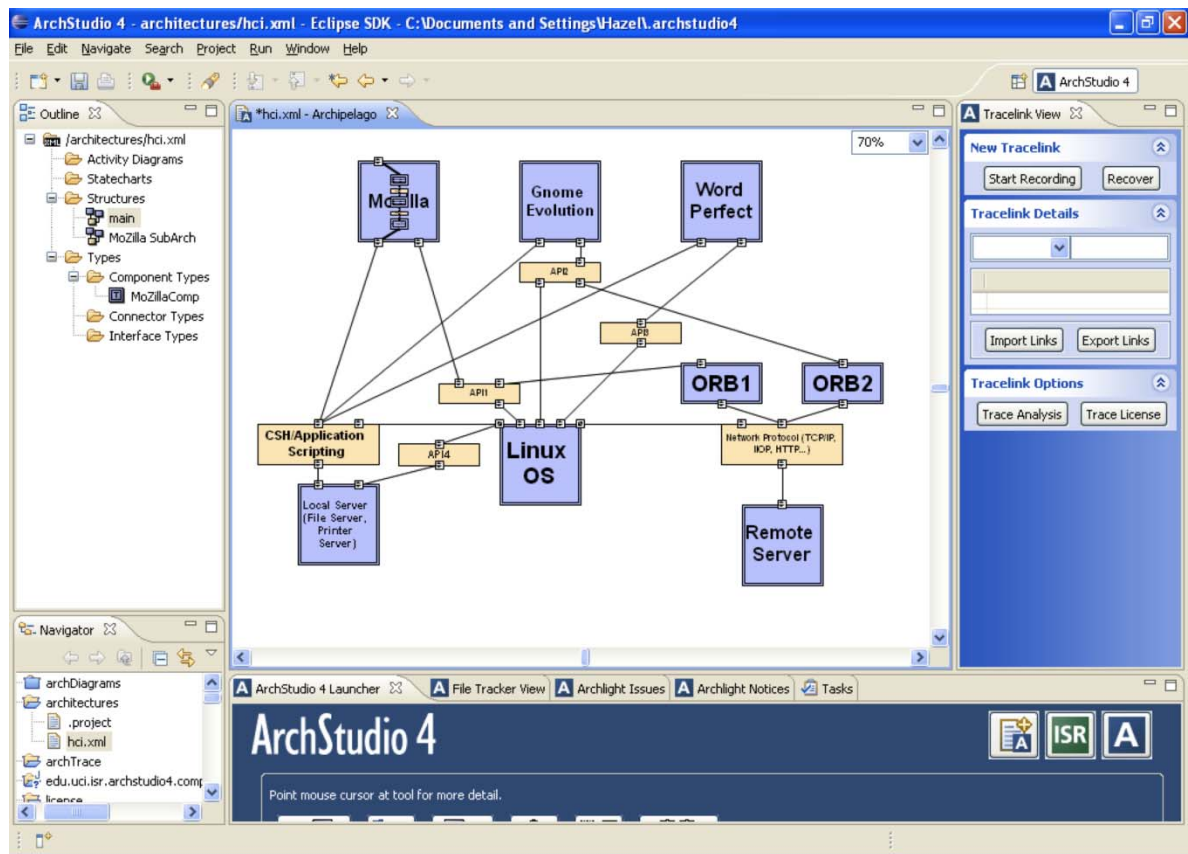 ArchStudio 4 - architectures/hci.xml - Eclipse SDK - C:\Documents and Settings\Hazel\.archstudio4
File Edit Navigate Search Project Run Window Help
ArchStudio 4
Outline
/architectures/hci.xml
Activity Diagrams
Statecharts
Structures
main
MoZilla SubArch
Types
Component Types
MoZillaComp
Connector Types
Interface Types
*hci.xml - Archipelago
70%
Gnome
Evolution
Word
Perfect
API2
ORB1
ORB2
API1
CSH/Application
Scripting
API4
Linux
OS
Network Protocol (TCP/IP,
IIOP, HTTP...)
Local Server
(File Server,
Printer
Server)
Remote
Server
Tracelink View
New Tracelink
Start Recording Recover
Tracelink Details
Import Links Export Links
Tracelink Options
Trace Analysis Trace License
Navigator
archDiagrams
architectures
.project
hci.xml
archTrace
edu.uci.isr.archstudio4.comp
license
ArchStudio 4 Launcher File Tracker View Archlight Issues Archlight Notices Tasks
ArchStudio 4
ISR A
Point mouse cursor at tool for more detail.